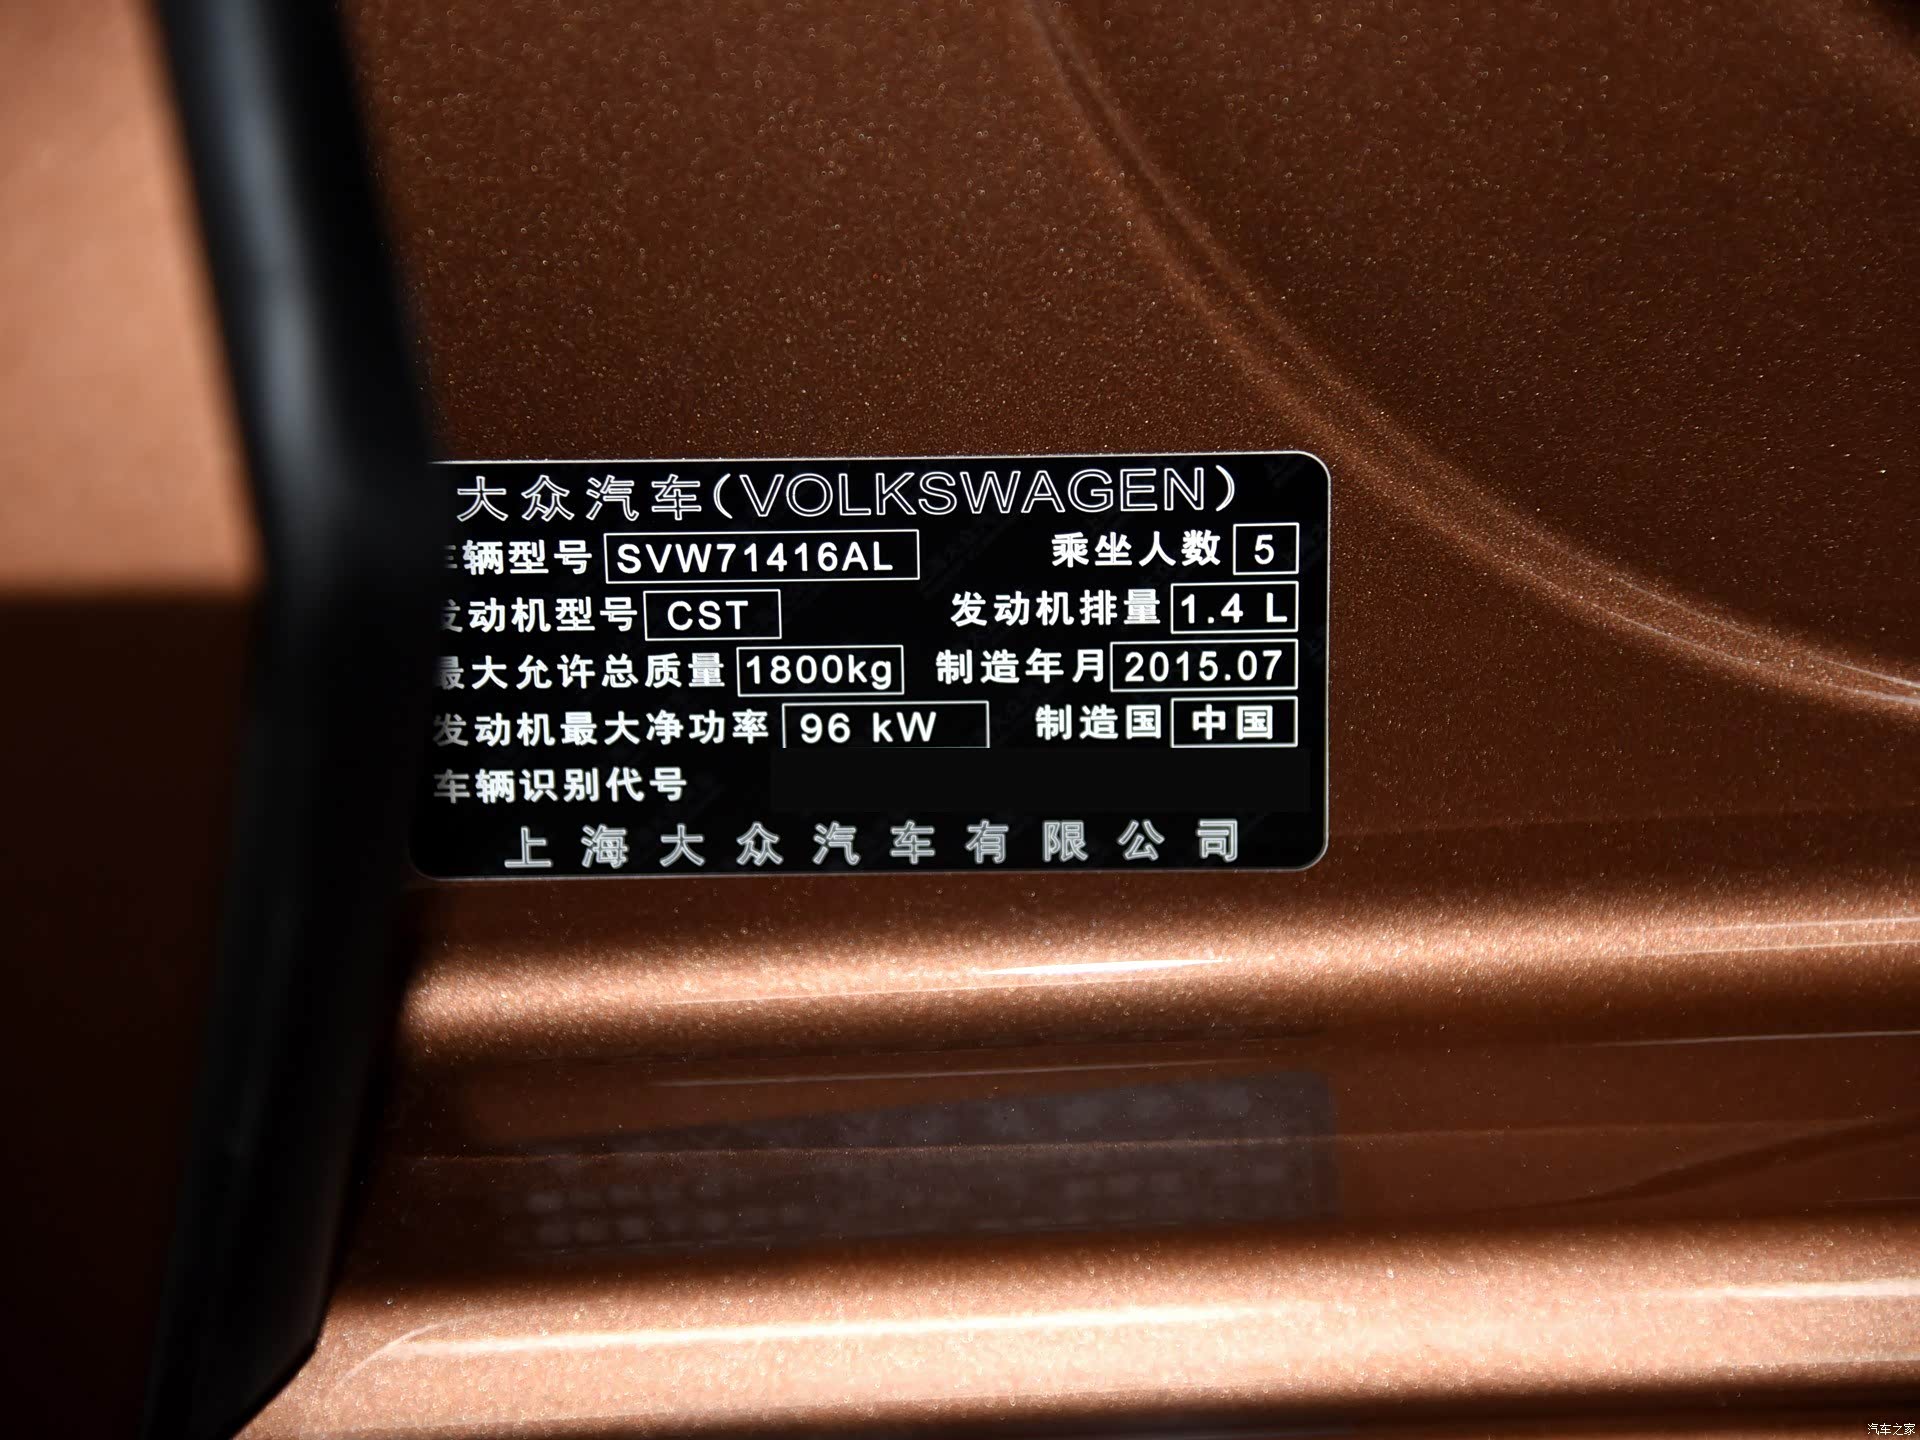 大众汽车(VOLKSWAGEN)
车辆型号 SVW71416AL 乘坐人数 5
发动机型号 CST 发动机排量 1.4 L
最大允许总质量 1800kg 制造年月 2015.07
发动机最大净功率 96 kW 制造国 中国
车辆识别代号
上海大众汽车有限公司
汽车之家